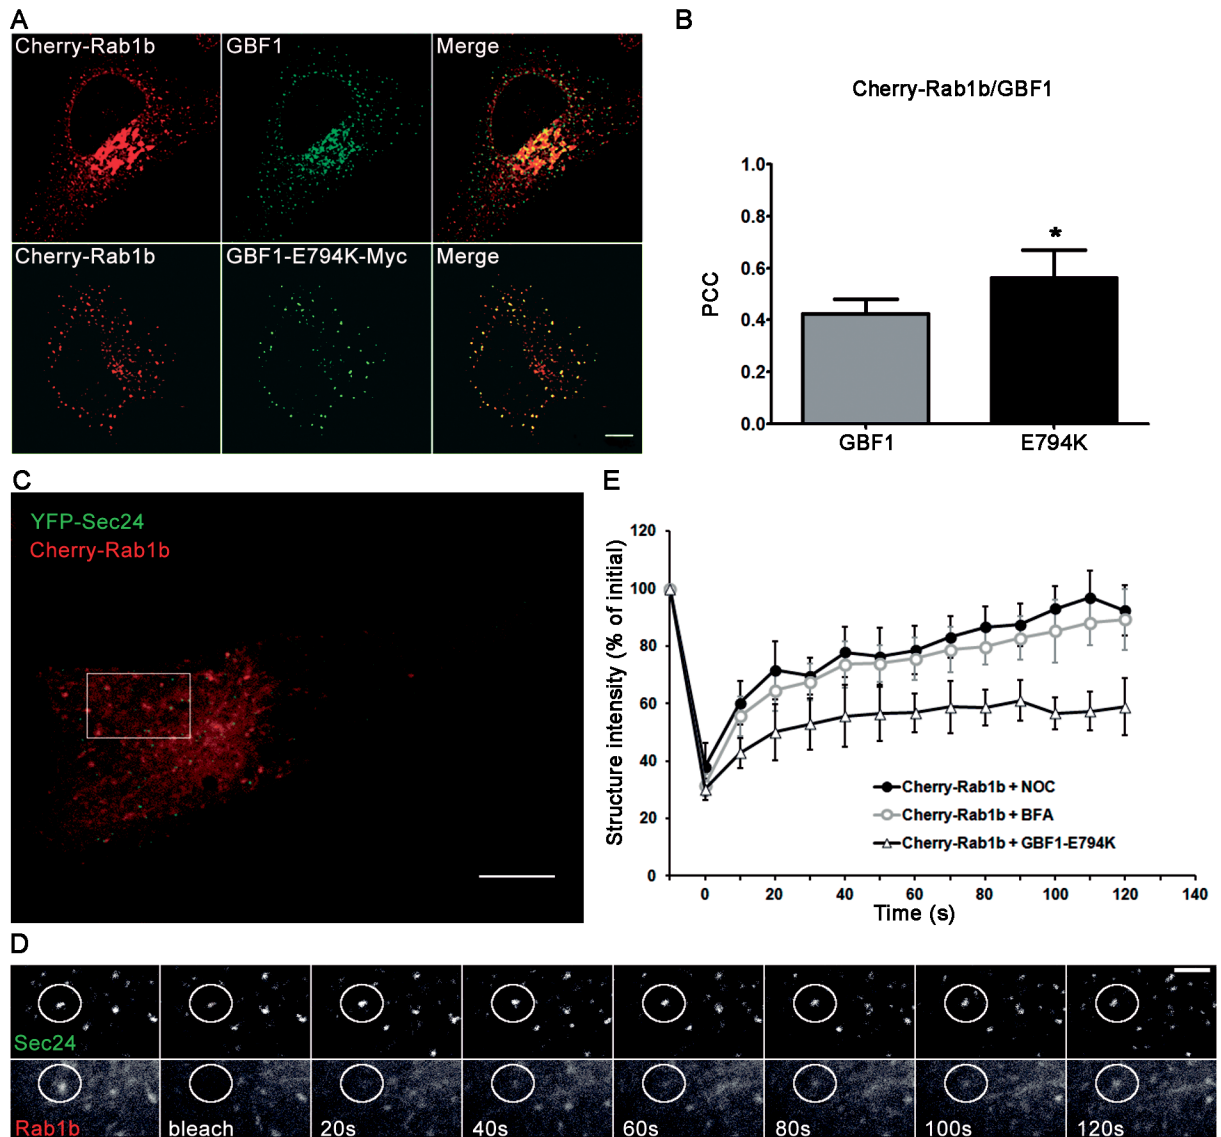 A
Cherry-Rab1b
GBF1
Merge
Cherry-Rab1b
GBF1-E794K-Myc
Merge
B
Cherry-Rab1b/GBF1
PCC
1.0
0.8
0.6
0.4
0.2
0.0
*
GBF1
E794K
C
YFP-Sec24
Cherry-Rab1b
E
Structure intensity (% of initial)
120
100
80
60
40
20
0
Cherry-Rab1b + NOC
Cherry-Rab1b + BFA
Cherry-Rab1b + GBF1-E794K
0 20 40 60 80 100 120 140
Time (s)
D
Sec24
Rab1b
bleach
20s
40s
60s
80s
100s
120s